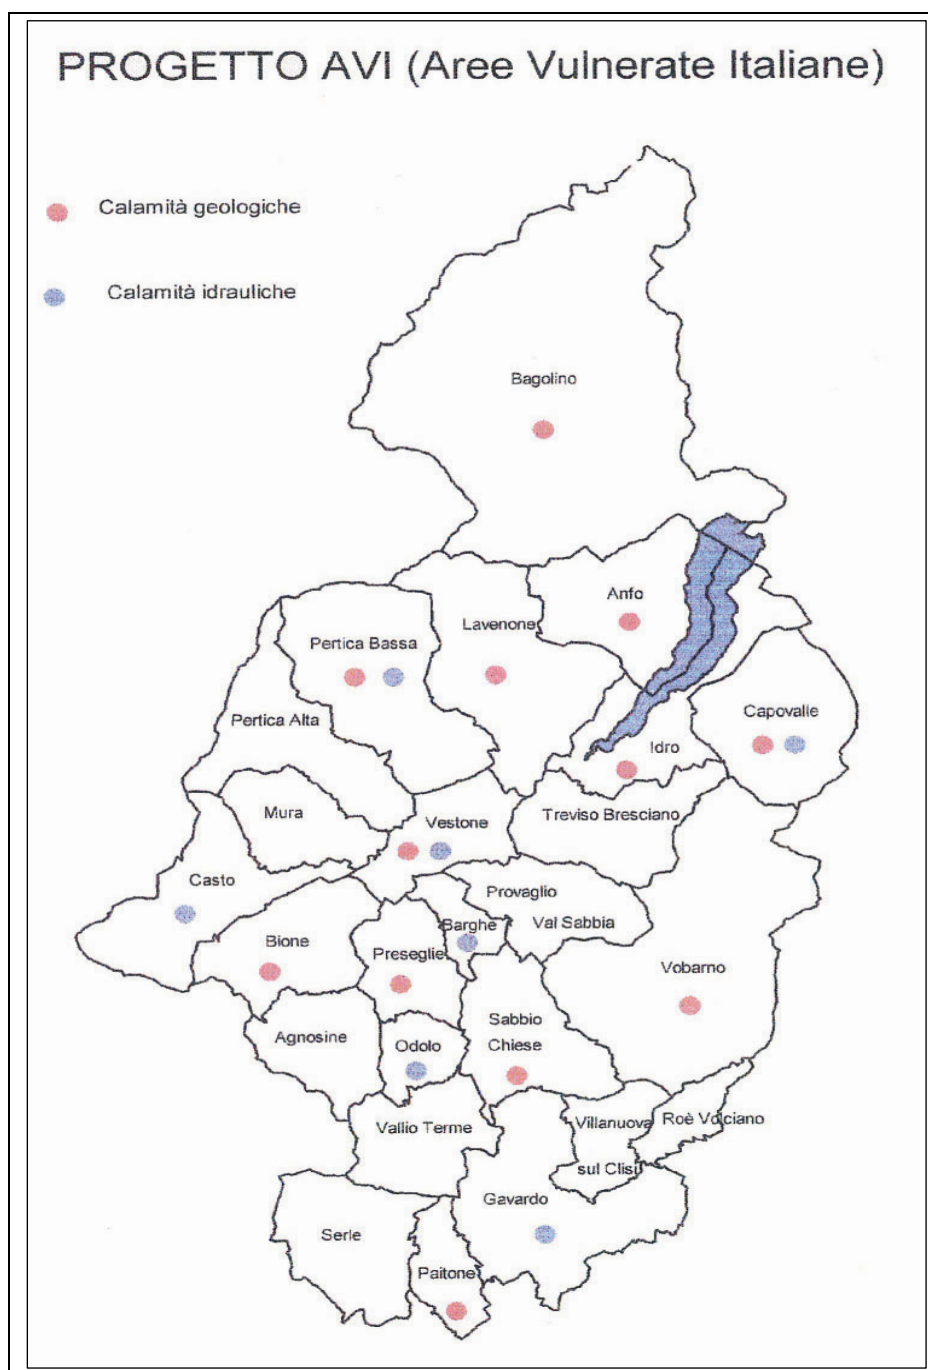 PROGETTO AVI (Aree Vulnerate Italiane)
Calamità geologiche
Calamità idrauliche
Bagolino
Anfo
Lavenone
Pertica Bassa
Pertica Alta
Capovalle
Idro
Mura
Vestone
Treviso Bresciano
Casto
Provaglio
Val Sabbia
Barghe
Bione
Preseglie
Vobarno
Sabbio
Chiese
Agnosine
Odolo
Vallio Terme
Villanuova
sul Clisi
Roè Volciano
Gavardo
Serle
Paitone